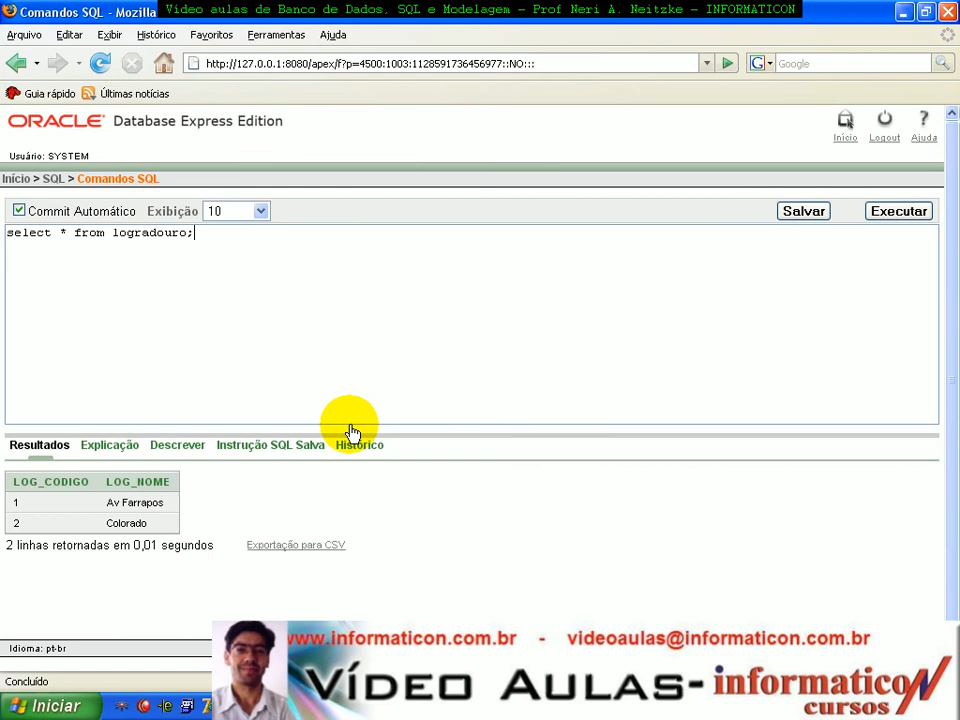 Comandos SQL - Mozilla
Vídeo aulas de Banco de Dados, SQL e Modelagem - Prof Neri A. Neitzke - INFORMATICON
Arquivo Editar Exibir Histórico Favoritos Ferramentas Ajuda
http://127.0.0.1:8080/apex/f?p=4500:1003:1128591736456977::NO:::
Google
Guia rápido Últimas notícias
ORACLE Database Express Edition
Início Logout Ajuda
Usuário: SYSTEM
Início > SQL > Comandos SQL
Commit Automático Exibição 10 Salvar Executar
select * from logradouro;
Resultados Explicação Descrever Instrução SQL Salva Histórico
LOG_CODIGO LOG_NOME
1 Av Farrapos
2 Colorado
2 linhas retornadas em 0,01 segundos Exportação para CSV
www.informaticon.com.br - videoaulas@informaticon.com.br
Idioma: pt-br
Vídeo Aulas- informaticon
cursos
Concluído
Iniciar